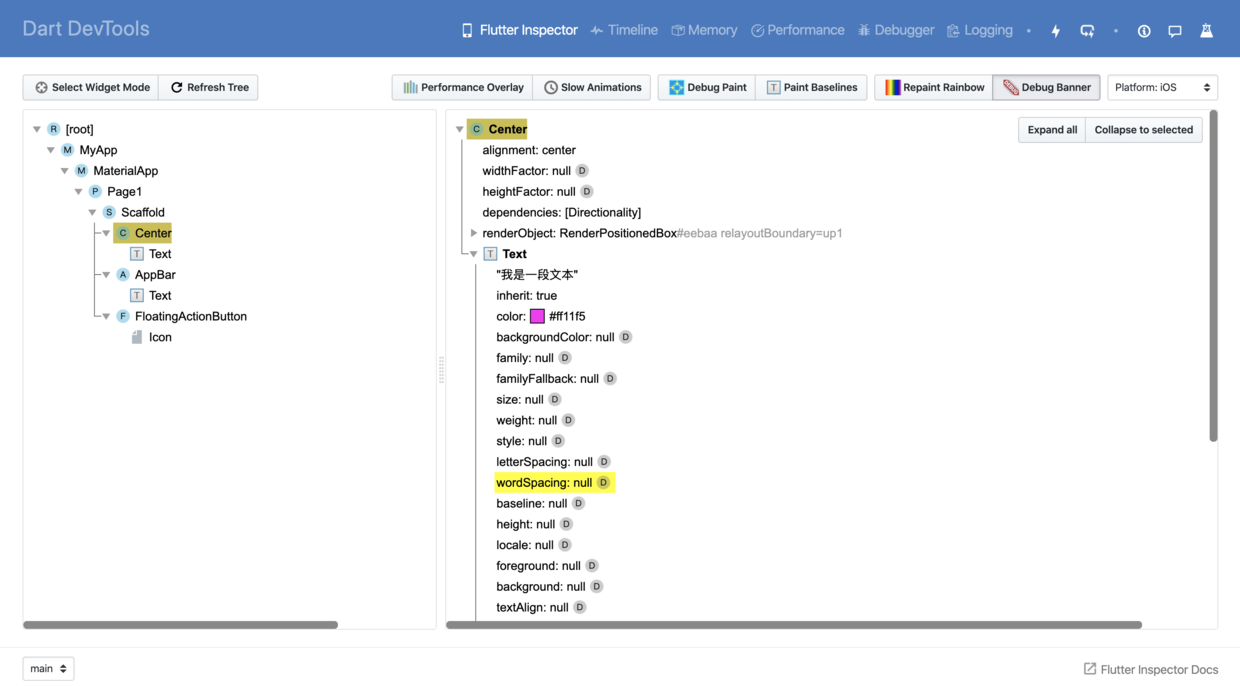 Dart DevTools
Flutter Inspector Timeline Memory Performance Debugger Logging
Select Widget Mode Refresh Tree Performance Overlay Slow Animations Debug Paint Paint Baselines Repaint Rainbow Debug Banner Platform: iOS
R [root]
M MyApp
M MaterialApp
P Page1
S Scaffold
C Center
T Text
A AppBar
T Text
F FloatingActionButton
Icon
C Center
Expand all Collapse to selected
alignment: center
widthFactor: null D
heightFactor: null D
dependencies: [Directionality]
renderObject: RenderPositionedBox#eebaa relayoutBoundary=up1
T Text
"我是一段文本"
inherit: true
color: #ff11f5
backgroundColor: null D
family: null D
familyFallback: null D
size: null D
weight: null D
style: null D
letterSpacing: null D
wordSpacing: null D
baseline: null D
height: null D
locale: null D
foreground: null D
background: null D
textAlign: null D
main
Flutter Inspector Docs